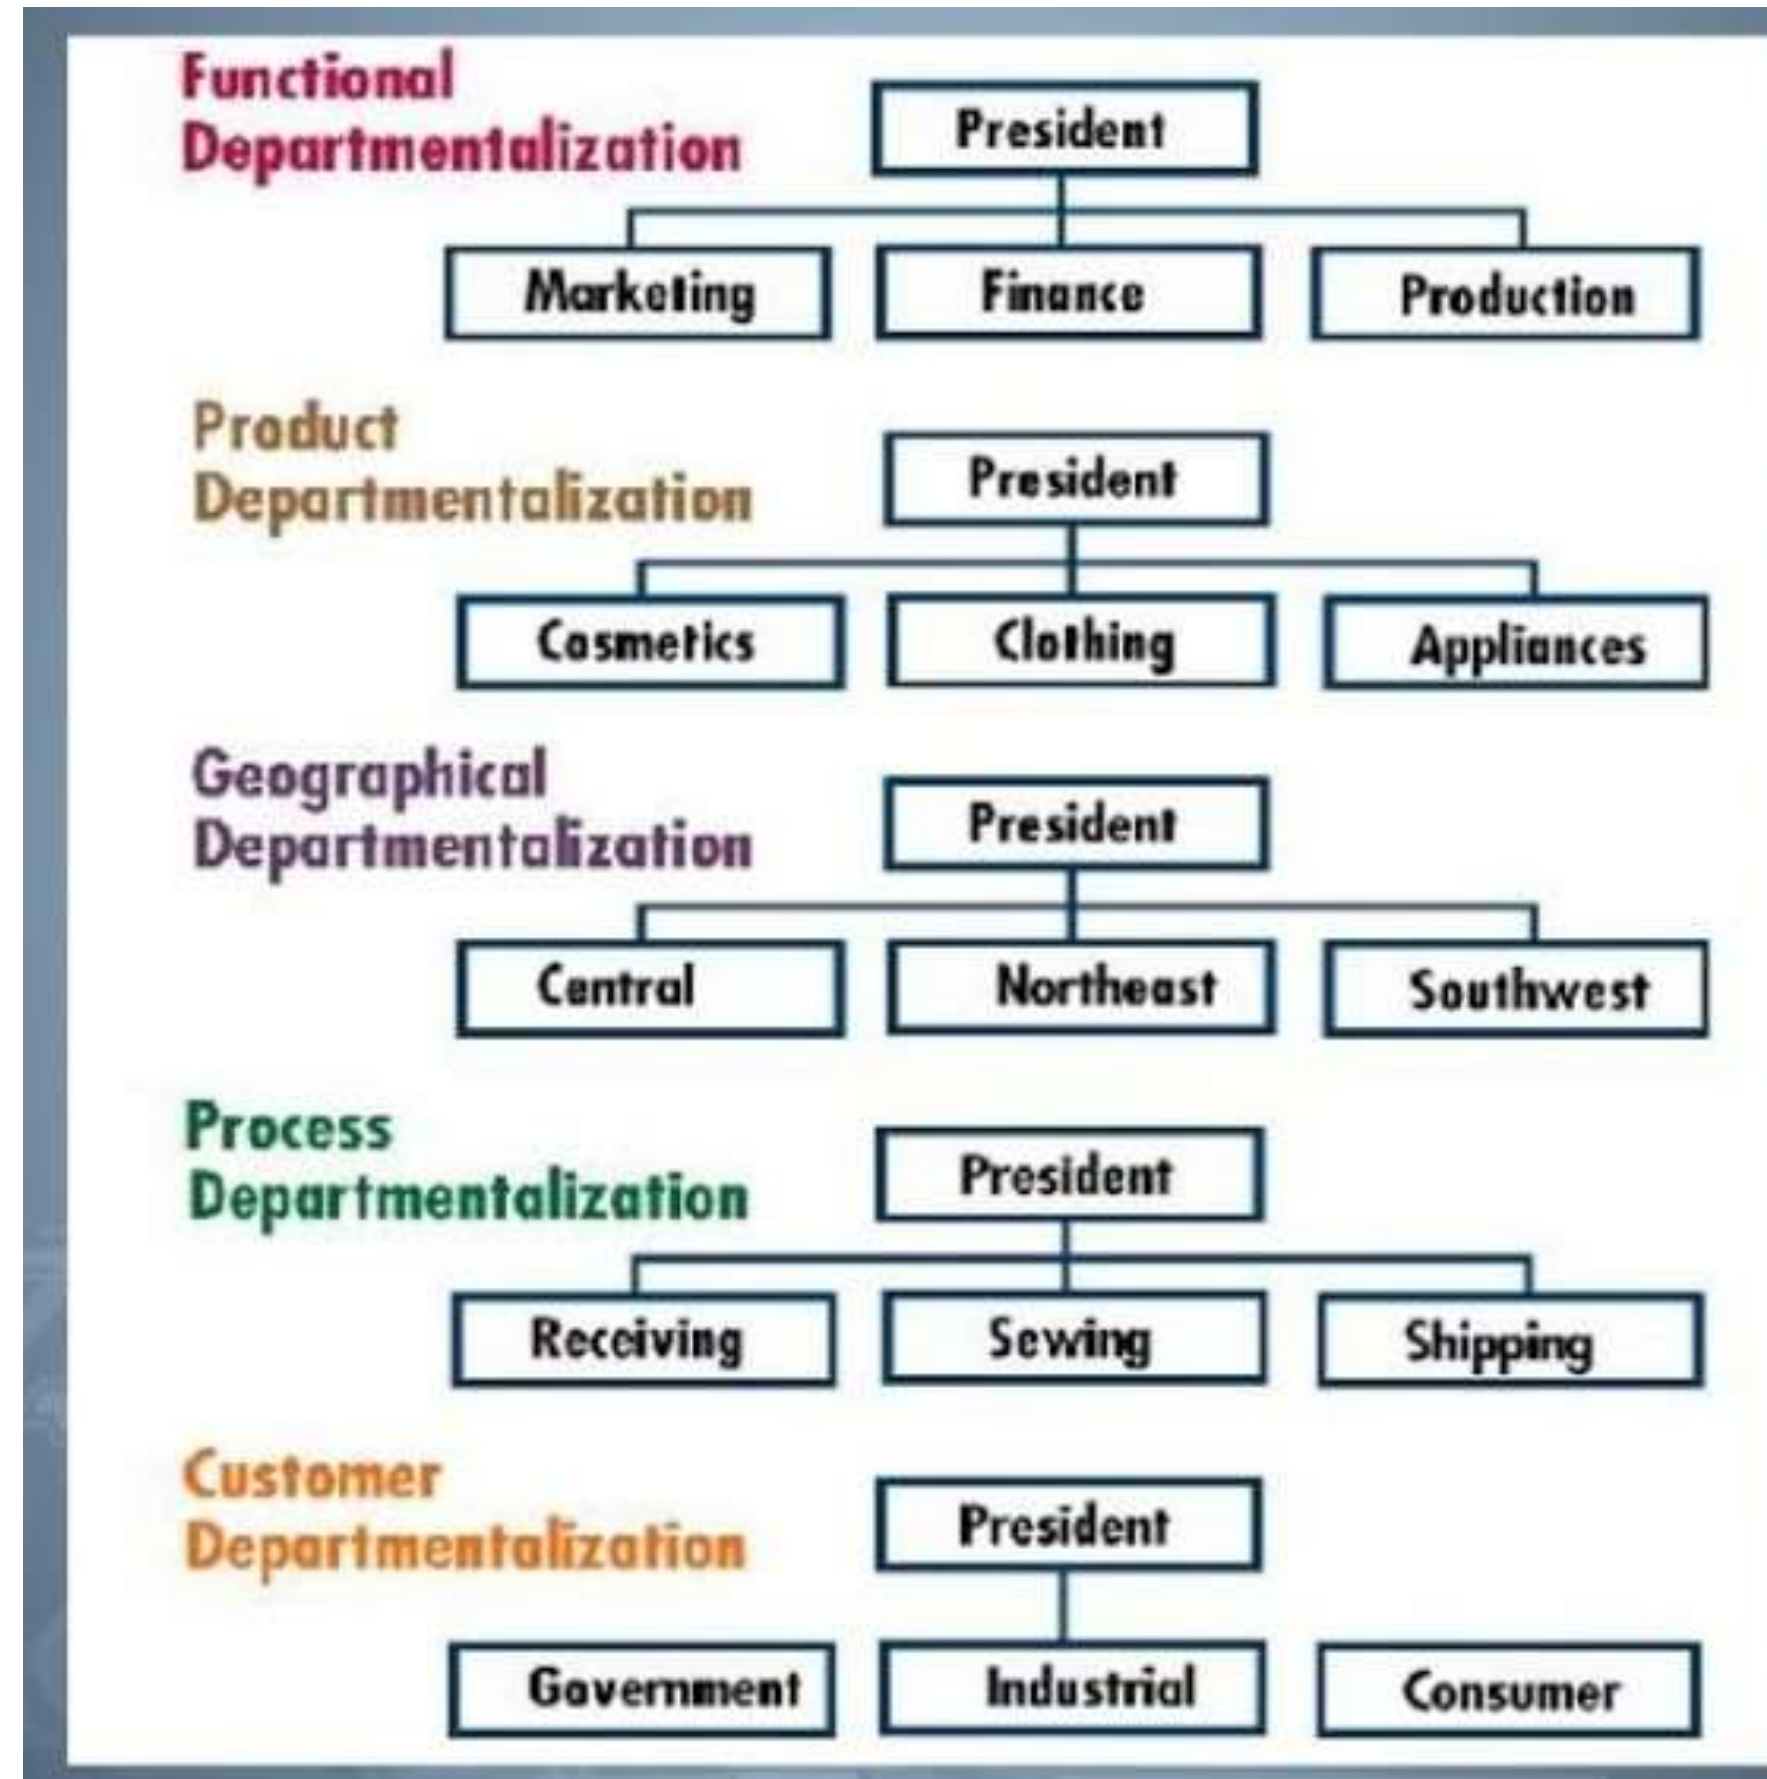 Functional
Departmentalization
President
Marketing Finance Production
Product
Departmentalization
President
Cosmetics Clothing Appliances
Geographical
Departmentalization
President
Central Northeast Southwest
Process
Departmentalization
President
Receiving Sewing Shipping
Customer
Departmentalization
President
Government Industrial Consumer